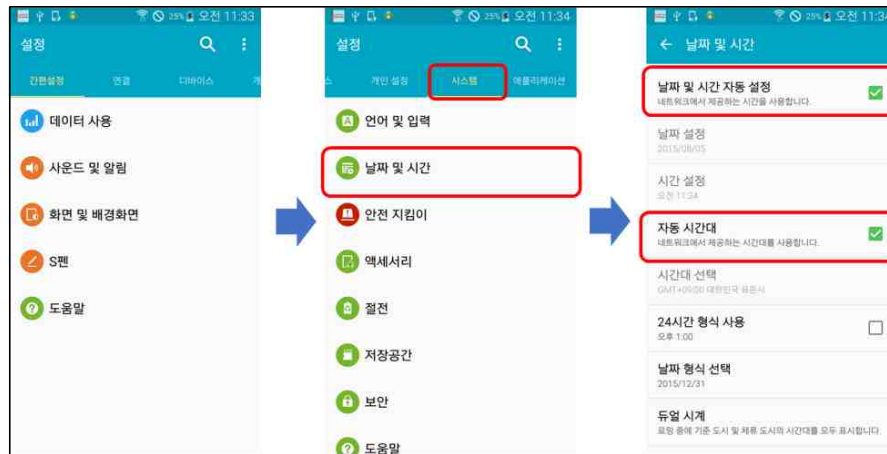 25% 오전 11:33
설정
간편설정 연결 디바이스 개
데이터 사용
사운드 및 알림
화면 및 배경화면
S펜
도움말
25% 오전 11:34
설정
스 개인 설정 시스템 애플리케이션
언어 및 입력
날짜 및 시간
안전 지킴이
액세서리
절전
저장공간
보안
도움말
25% 오전 11:34
날짜 및 시간
날짜 및 시간 자동 설정
네트워크에서 제공하는 시간을 사용합니다.
날짜 설정
2015/08/05
시간 설정
오전 11:34
자동 시간대
네트워크에서 제공하는 시간대를 사용합니다.
시간대 선택
GMT+09:00 대한민국 표준시
24시간 형식 사용
오후 1:00
날짜 형식 선택
2015/12/31
듀얼 시계
로밍 중에 기준 도시 및 체류 도시의 시간대를 모두 표시합니다.